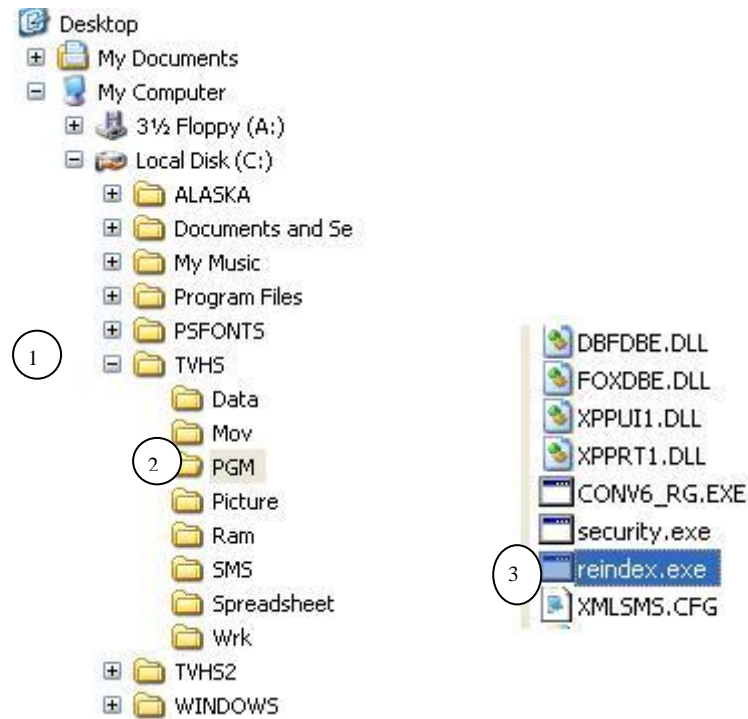 Desktop
My Documents
My Computer
3½ Floppy (A:)
Local Disk (C:)
ALASKA
Documents and Se
My Music
Program Files
PSFONTS
1
TVHS
Data
Mov
2
PGM
Picture
Ram
SMS
Spreadsheet
Wrk
TVHS2
WINDOWS
DBFDBE.DLL
FOXDBE.DLL
XPPUI1.DLL
XPPRT1.DLL
CONV6_RG.EXE
security.exe
3
reindex.exe
XMLSMS.CFG